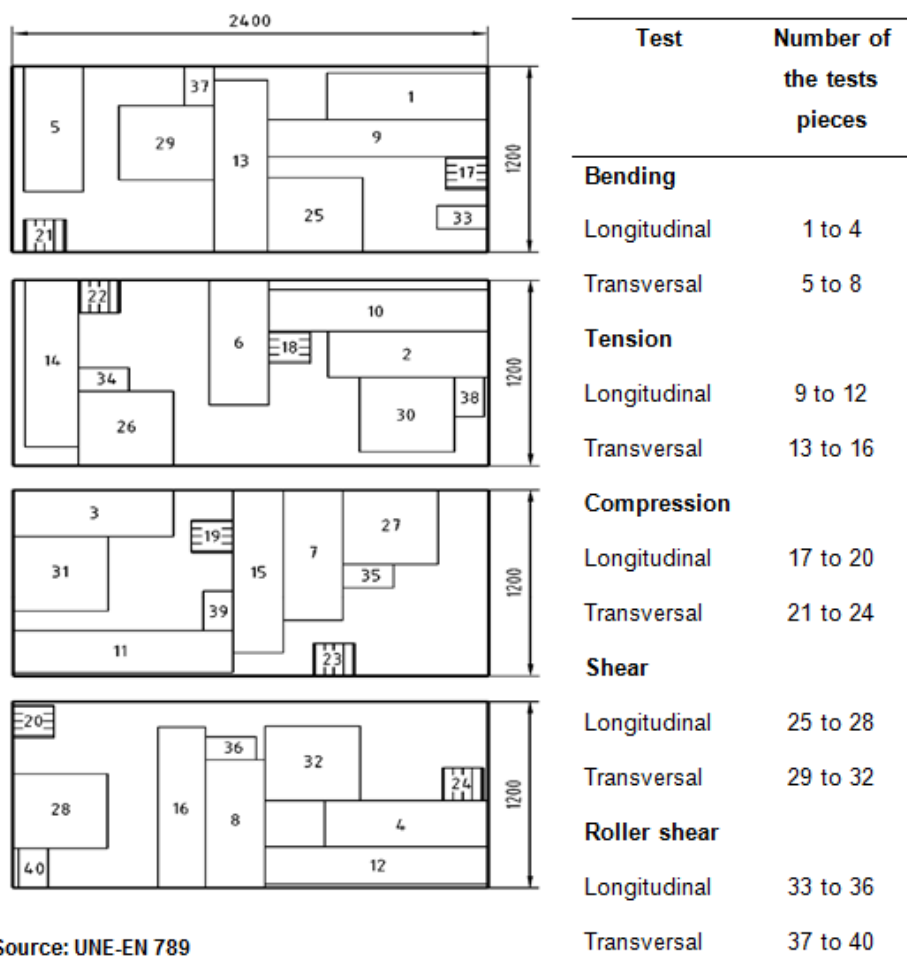 2400
37
1
5
29
13
9
17
25
33
21
1200
22
10
6
18
2
14
34
26
30
38
1200
3
27
19
7
31
15
35
39
11
23
1200
20
36
32
24
28
16
8
4
12
40
1200
Source: UNE-EN 789
Test Number of
the tests
pieces
Bending
Longitudinal 1 to 4
Transversal 5 to 8
Tension
Longitudinal 9 to 12
Transversal 13 to 16
Compression
Longitudinal 17 to 20
Transversal 21 to 24
Shear
Longitudinal 25 to 28
Transversal 29 to 32
Roller shear
Longitudinal 33 to 36
Transversal 37 to 40